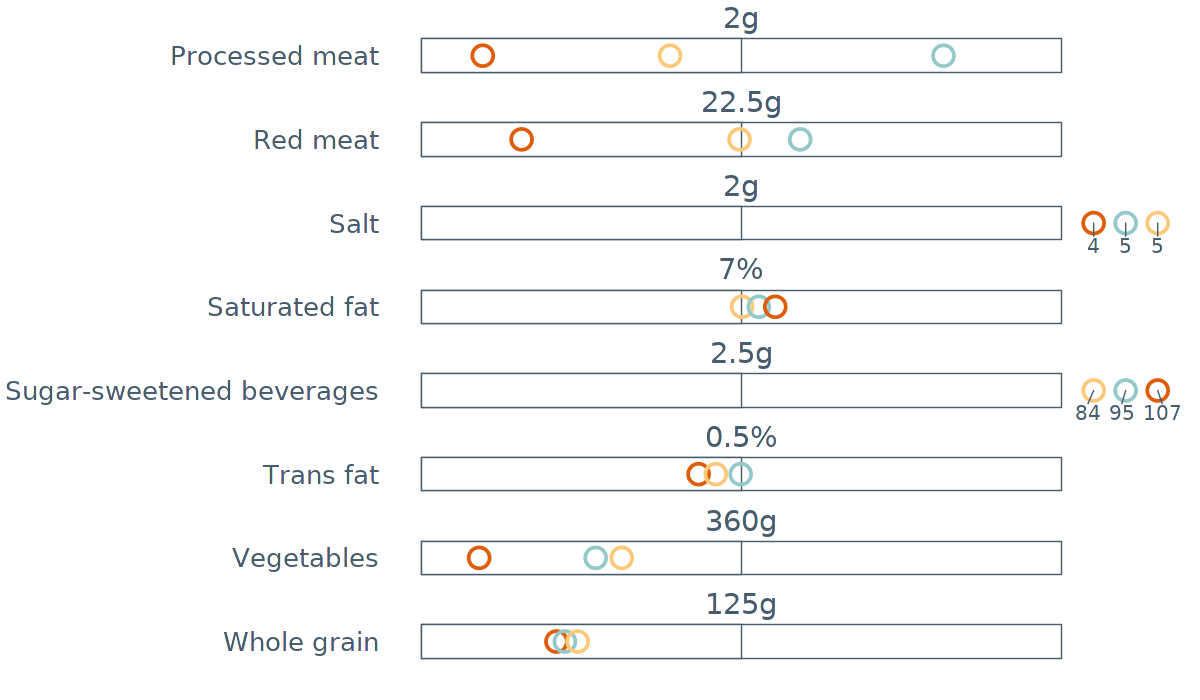 2g
Processed meat
22.5g
Red meat
2g
Salt
4 5 5
7%
Saturated fat
2.5g
Sugar-sweetened beverages
84 95 107
0.5%
Trans fat
360g
Vegetables
125g
Whole grain